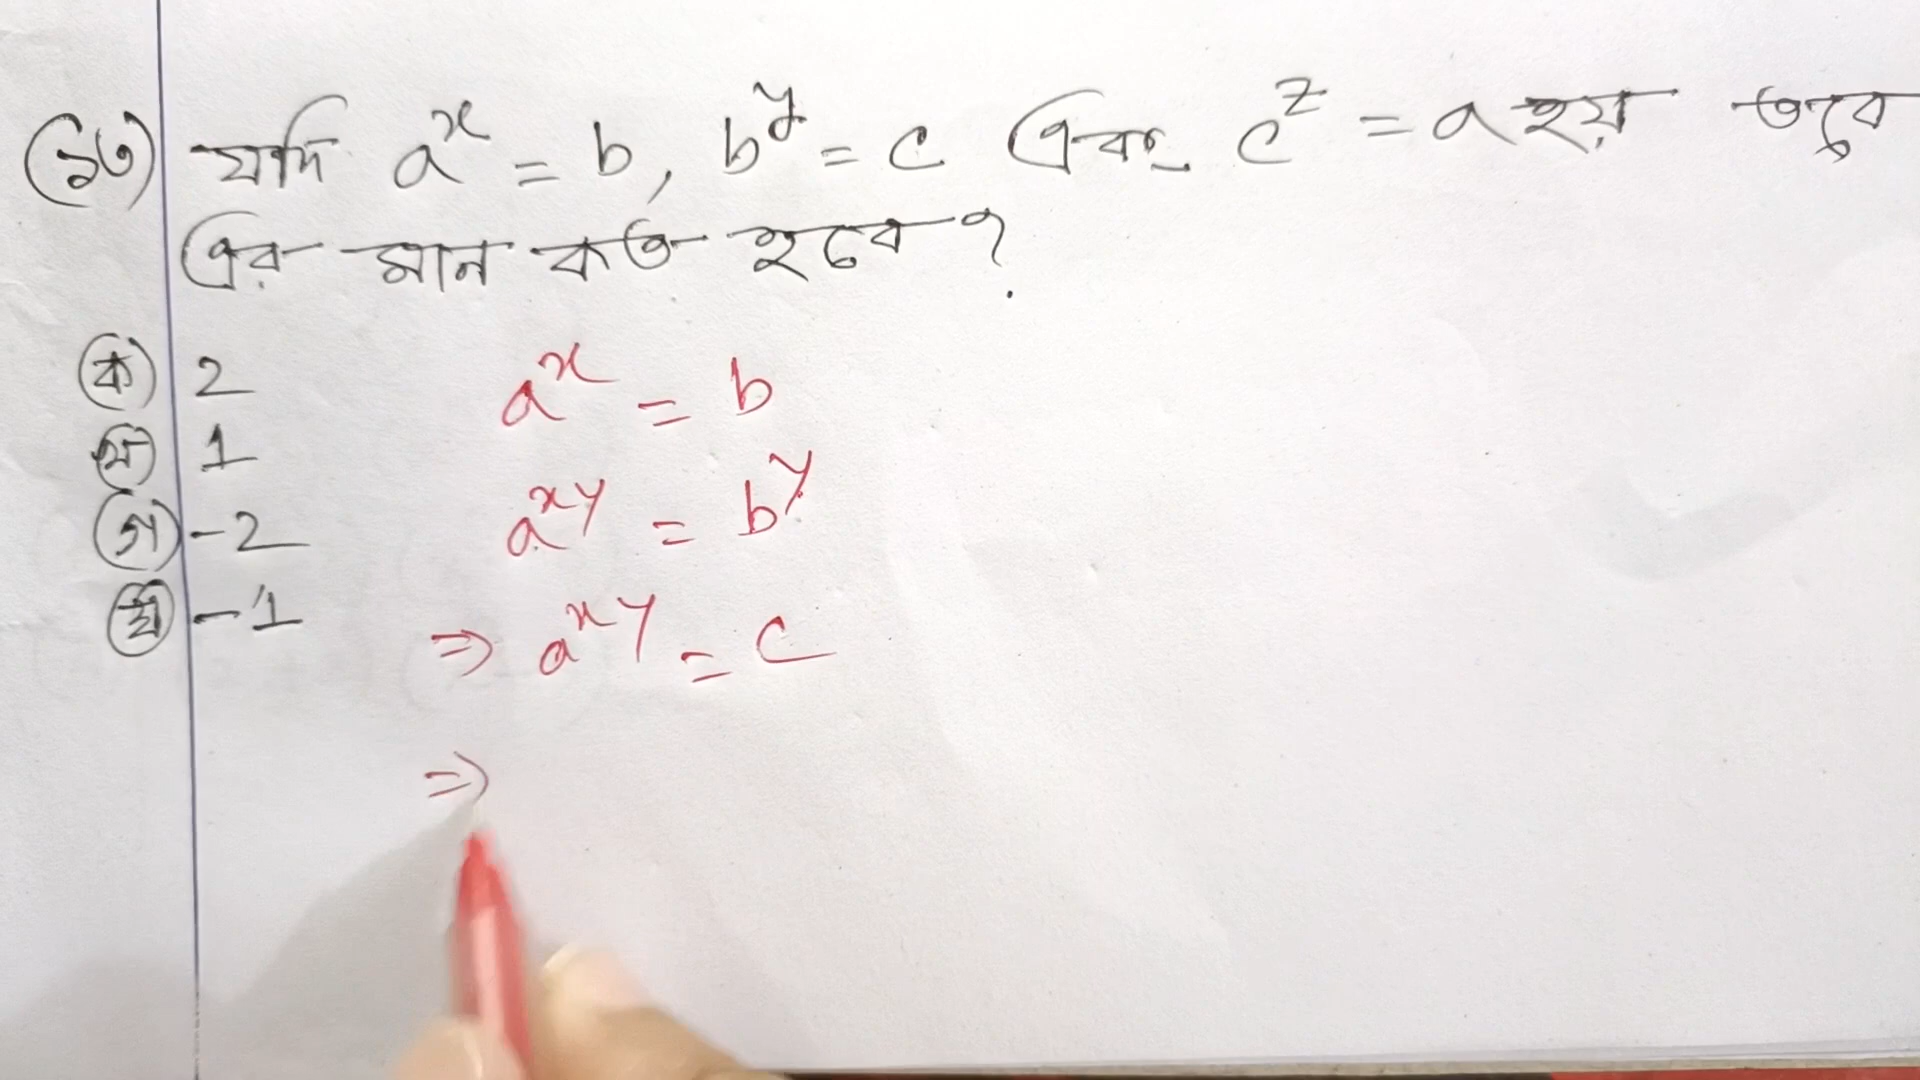 (১৩) যদি a^x = b, b^y = c এবং c^z = a হয় তবে
এর মান কত হবে ?
(ক) 2
(খ) 1
(গ) -2
(ঘ) -1
a^x = b
a^xy = b^y
⇒ a^xy = c
⇒